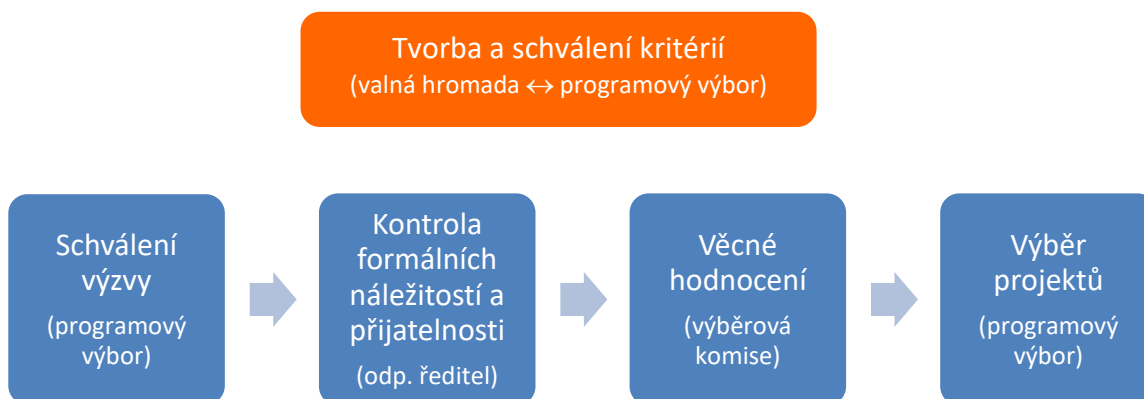 Tvorba a schválení kritérií
(valná hromada ↔ programový výbor)
Schválení
výzvy
(programový
výbor)
Kontrola
formálních
náležitostí a
přijatelnosti
(odp. ředitel)
Věcné
hodnocení
(výběrová
komise)
Výběr
projektů
(programový
výbor)